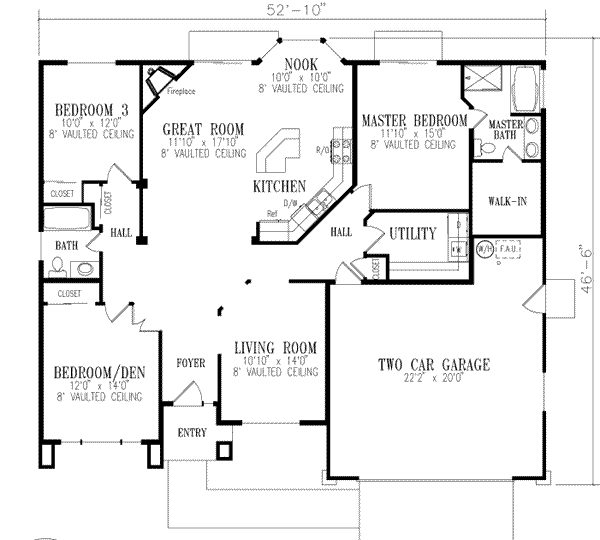 52'-10"
NOOK
10'0" x 10'0"
8' VAULTED CEILING
Fireplace
BEDROOM 3
10'0" x 12'0"
8' VAULTED CEILING
GREAT ROOM
11'10" x 17'10"
8' VAULTED CEILING
MASTER BEDROOM
11'10" x 15'0"
8' VAULTED CEILING
MASTER
BATH
R/O
KITCHEN
D/W
Ref
CLOSET
CLOSET
HALL
BATH
HALL
UTILITY
W
WALK-IN
W/H
F.A.U.
CLOSET
46'-6"
CLOSET
BEDROOM/DEN
12'0" x 14'0"
8' VAULTED CEILING
FOYER
LIVING ROOM
10'10" x 14'0"
8' VAULTED CEILING
TWO CAR GARAGE
22'2" x 20'0"
ENTRY